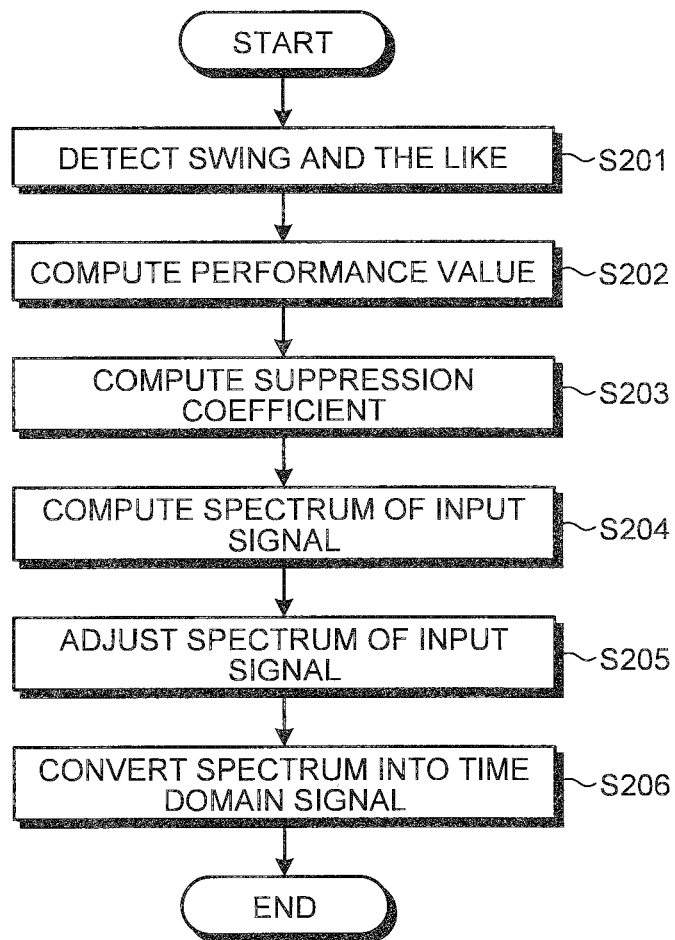 START
DETECT SWING AND THE LIKE
S201
COMPUTE PERFORMANCE VALUE
S202
COMPUTE SUPPRESSION
COEFFICIENT
S203
COMPUTE SPECTRUM OF INPUT
SIGNAL
S204
ADJUST SPECTRUM OF INPUT
SIGNAL
S205
CONVERT SPECTRUM INTO TIME
DOMAIN SIGNAL
S206
END